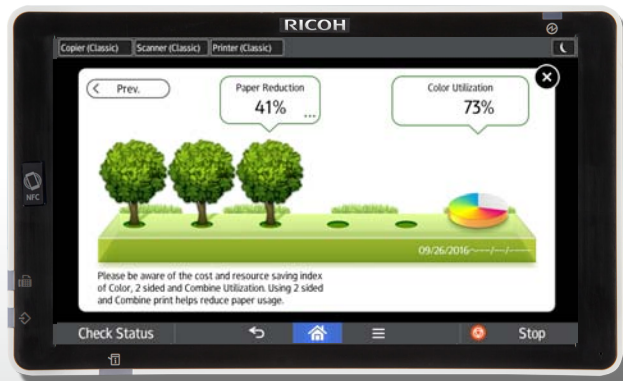 RICOH
Copier (Classic) Scanner (Classic) Printer (Classic)
Prev.
Paper Reduction
41%
...
Color Utilization
73%
09/26/2016~----/--/----
Please be aware of the cost and resource saving index
of Color, 2 sided and Combine Utilization. Using 2 sided
and Combine print helps reduce paper usage.
NFC
Check Status
Stop